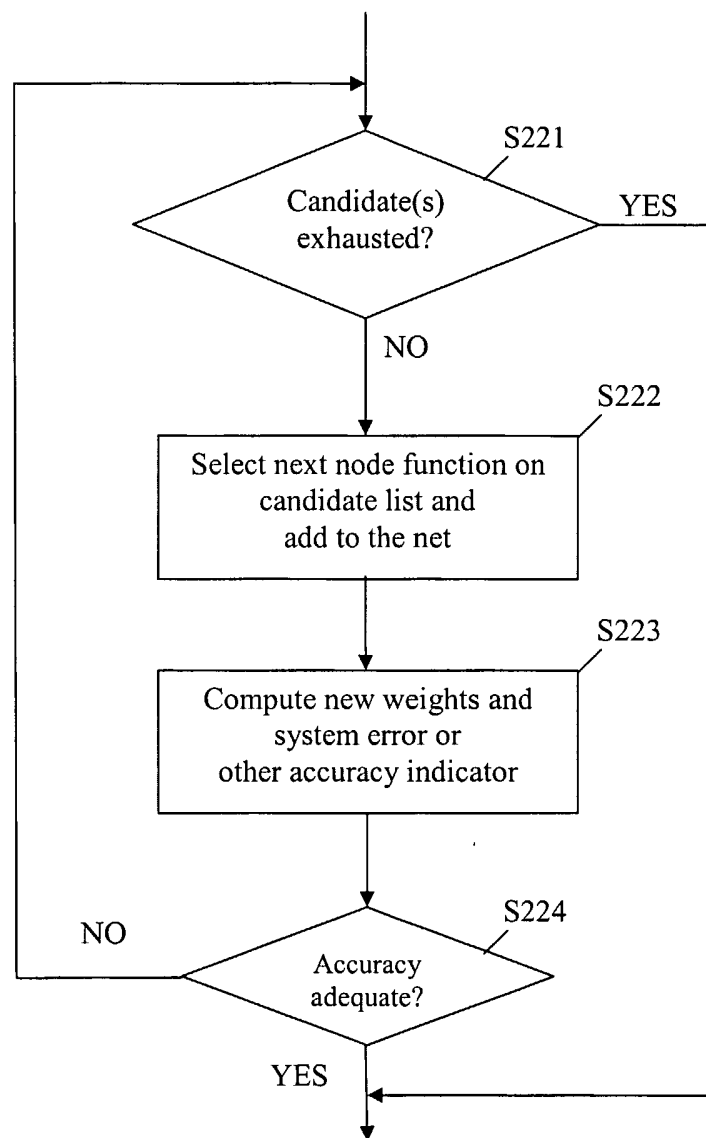 S221
Candidate(s)
exhausted?
YES
NO
S222
Select next node function on
candidate list and
add to the net
S223
Compute new weights and
system error or
other accuracy indicator
S224
NO
Accuracy
adequate?
YES